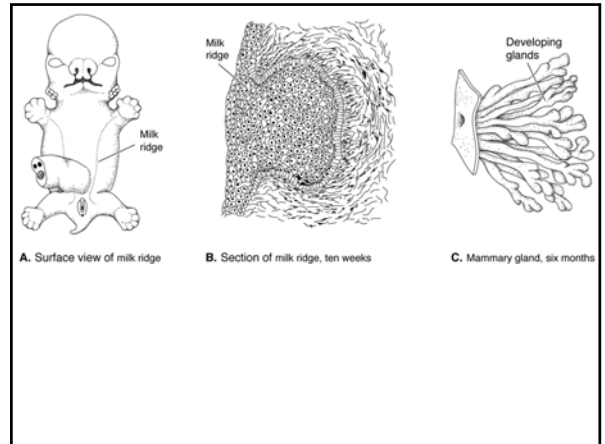 Milk
ridge
Milk
ridge
Developing
glands
A. Surface view of milk ridge
B. Section of milk ridge, ten weeks
C. Mammary gland, six months